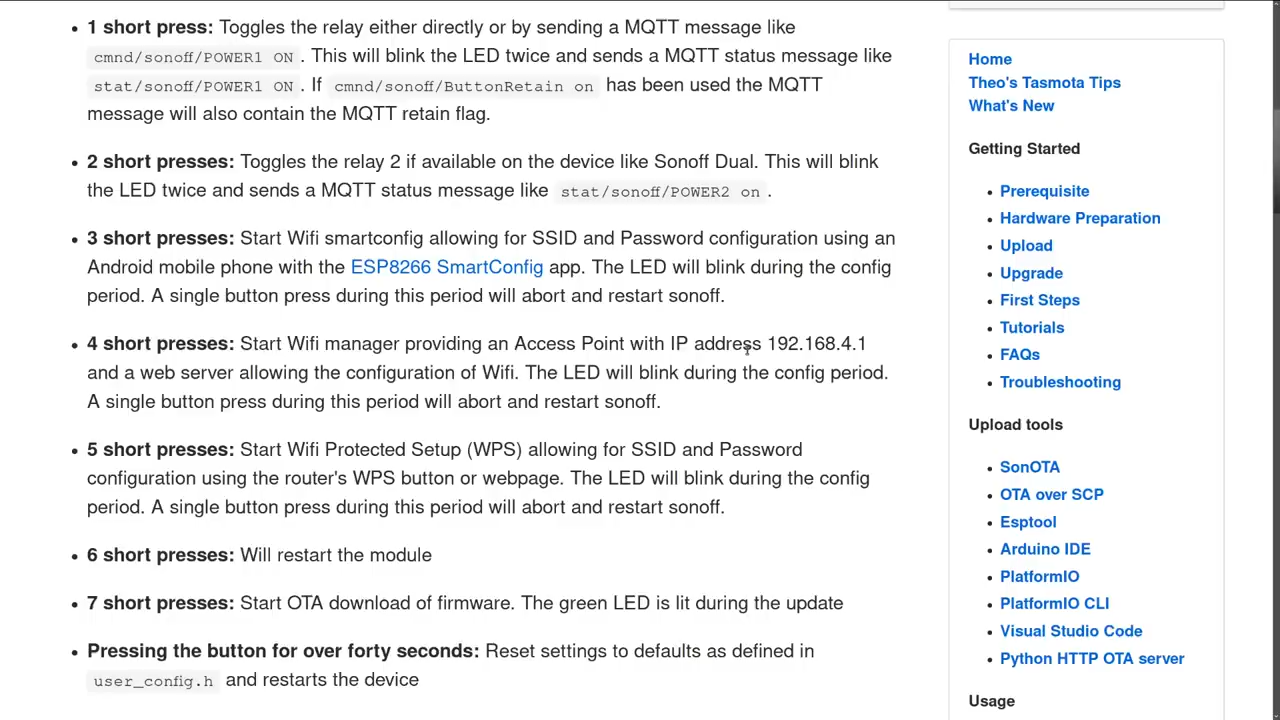 1 short press: Toggles the relay either directly or by sending a MQTT message like
cmnd/sonoff/POWER1 ON . This will blink the LED twice and sends a MQTT status message like
stat/sonoff/POWER1 ON . If cmnd/sonoff/ButtonRetain on has been used the MQTT
message will also contain the MQTT retain flag.
2 short presses: Toggles the relay 2 if available on the device like Sonoff Dual. This will blink
the LED twice and sends a MQTT status message like stat/sonoff/POWER2 on .
3 short presses: Start Wifi smartconfig allowing for SSID and Password configuration using an
Android mobile phone with the ESP8266 SmartConfig app. The LED will blink during the config
period. A single button press during this period will abort and restart sonoff.
4 short presses: Start Wifi manager providing an Access Point with IP address 192.168.4.1
and a web server allowing the configuration of Wifi. The LED will blink during the config period.
A single button press during this period will abort and restart sonoff.
5 short presses: Start Wifi Protected Setup (WPS) allowing for SSID and Password
configuration using the router's WPS button or webpage. The LED will blink during the config
period. A single button press during this period will abort and restart sonoff.
6 short presses: Will restart the module
7 short presses: Start OTA download of firmware. The green LED is lit during the update
Pressing the button for over forty seconds: Reset settings to defaults as defined in
user_config.h and restarts the device
Home
Theo's Tasmota Tips
What's New
Getting Started
Prerequisite
Hardware Preparation
Upload
Upgrade
First Steps
Tutorials
FAQs
Troubleshooting
Upload tools
SonOTA
OTA over SCP
Esptool
Arduino IDE
PlatformIO
PlatformIO CLI
Visual Studio Code
Python HTTP OTA server
Usage